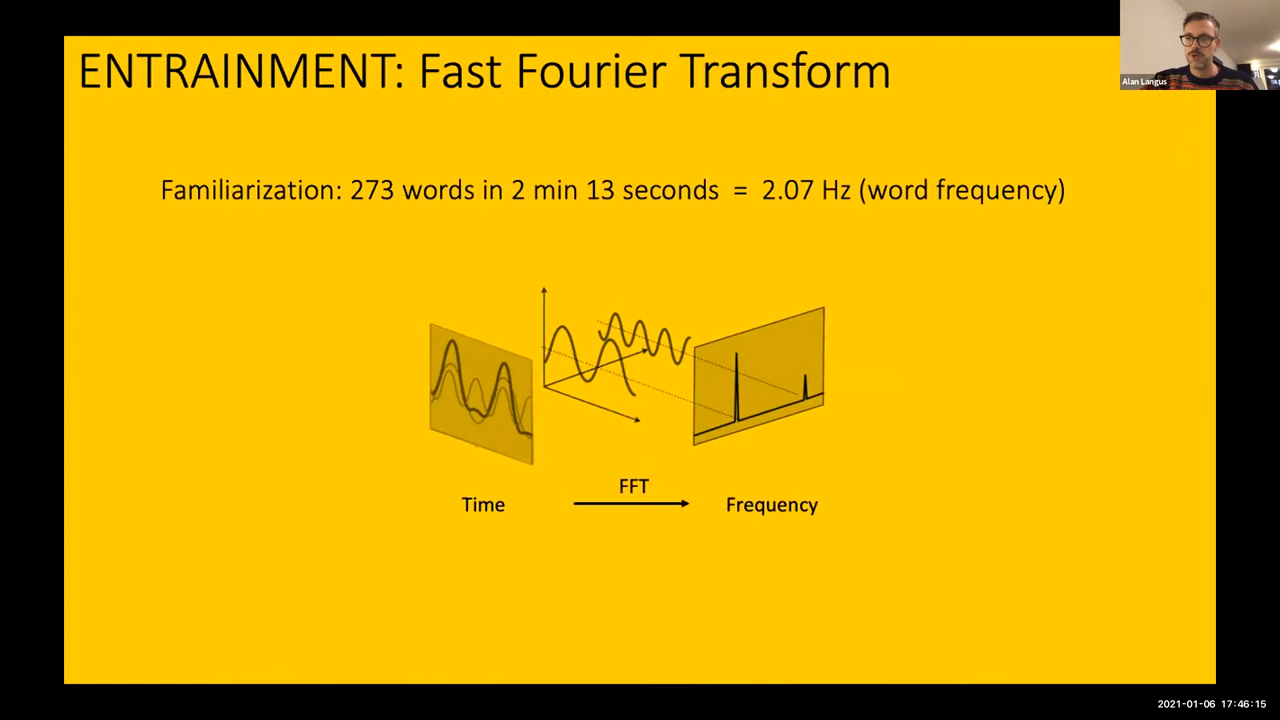 ENTRAINMENT: Fast Fourier Transform
Alan Langus
Familiarization: 273 words in 2 min 13 seconds = 2.07 Hz (word frequency)
FFT
Time
Frequency
2021-01-06 17:46:15